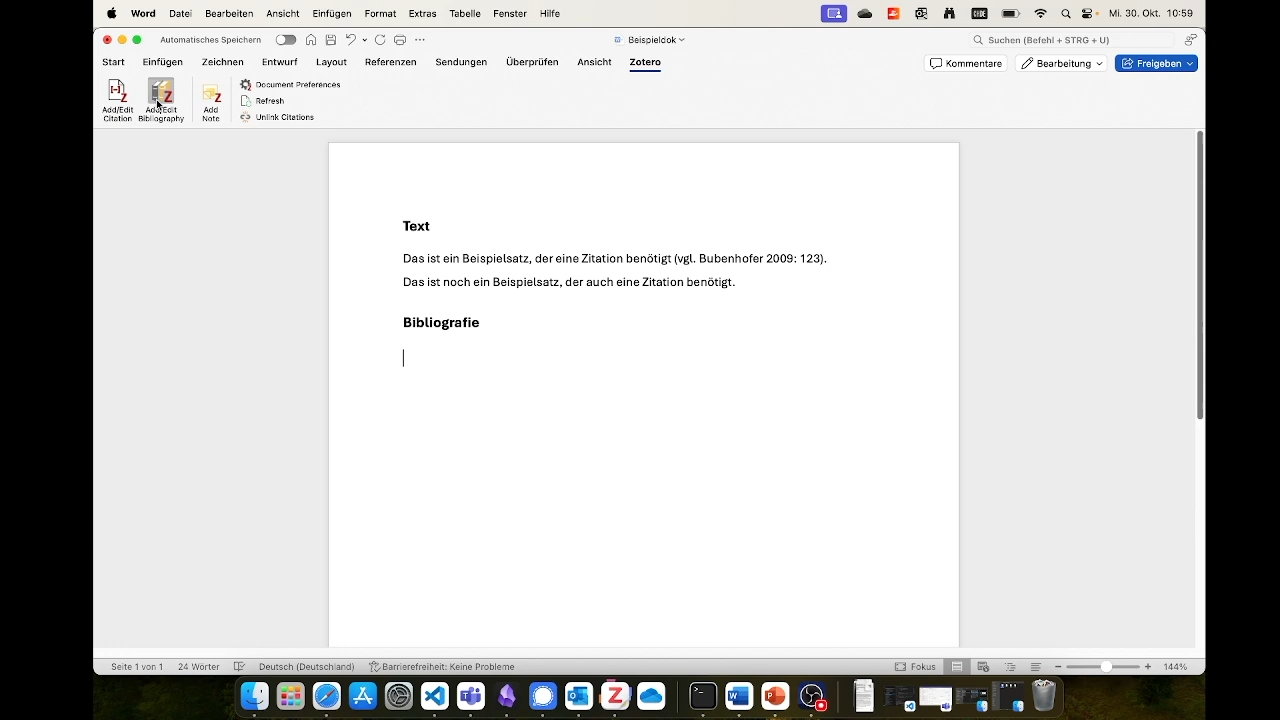 Word Datei Bearbeiten Ansicht Einfügen Format Extras Tabelle Fenster Hilfe Mi. 30. Okt. 10:59
Automatisches Speichern Beispieldok Suchen (Befehl + STRG + U)
Start Einfügen Zeichnen Entwurf Layout Referenzen Sendungen Überprüfen Ansicht Zotero Kommentare Bearbeitung Freigeben
Add/Edit Citation
Add/Edit Bibliography
Add Note
Document Preferences
Refresh
Unlink Citations
Text
Das ist ein Beispielsatz, der eine Zitation benötigt (vgl. Bubenhofer 2009: 123).
Das ist noch ein Beispielsatz, der auch eine Zitation benötigt.
Bibliografie
Seite 1 von 1 24 Wörter Deutsch (Deutschland) Barrierefreiheit: Keine Probleme Fokus 144%